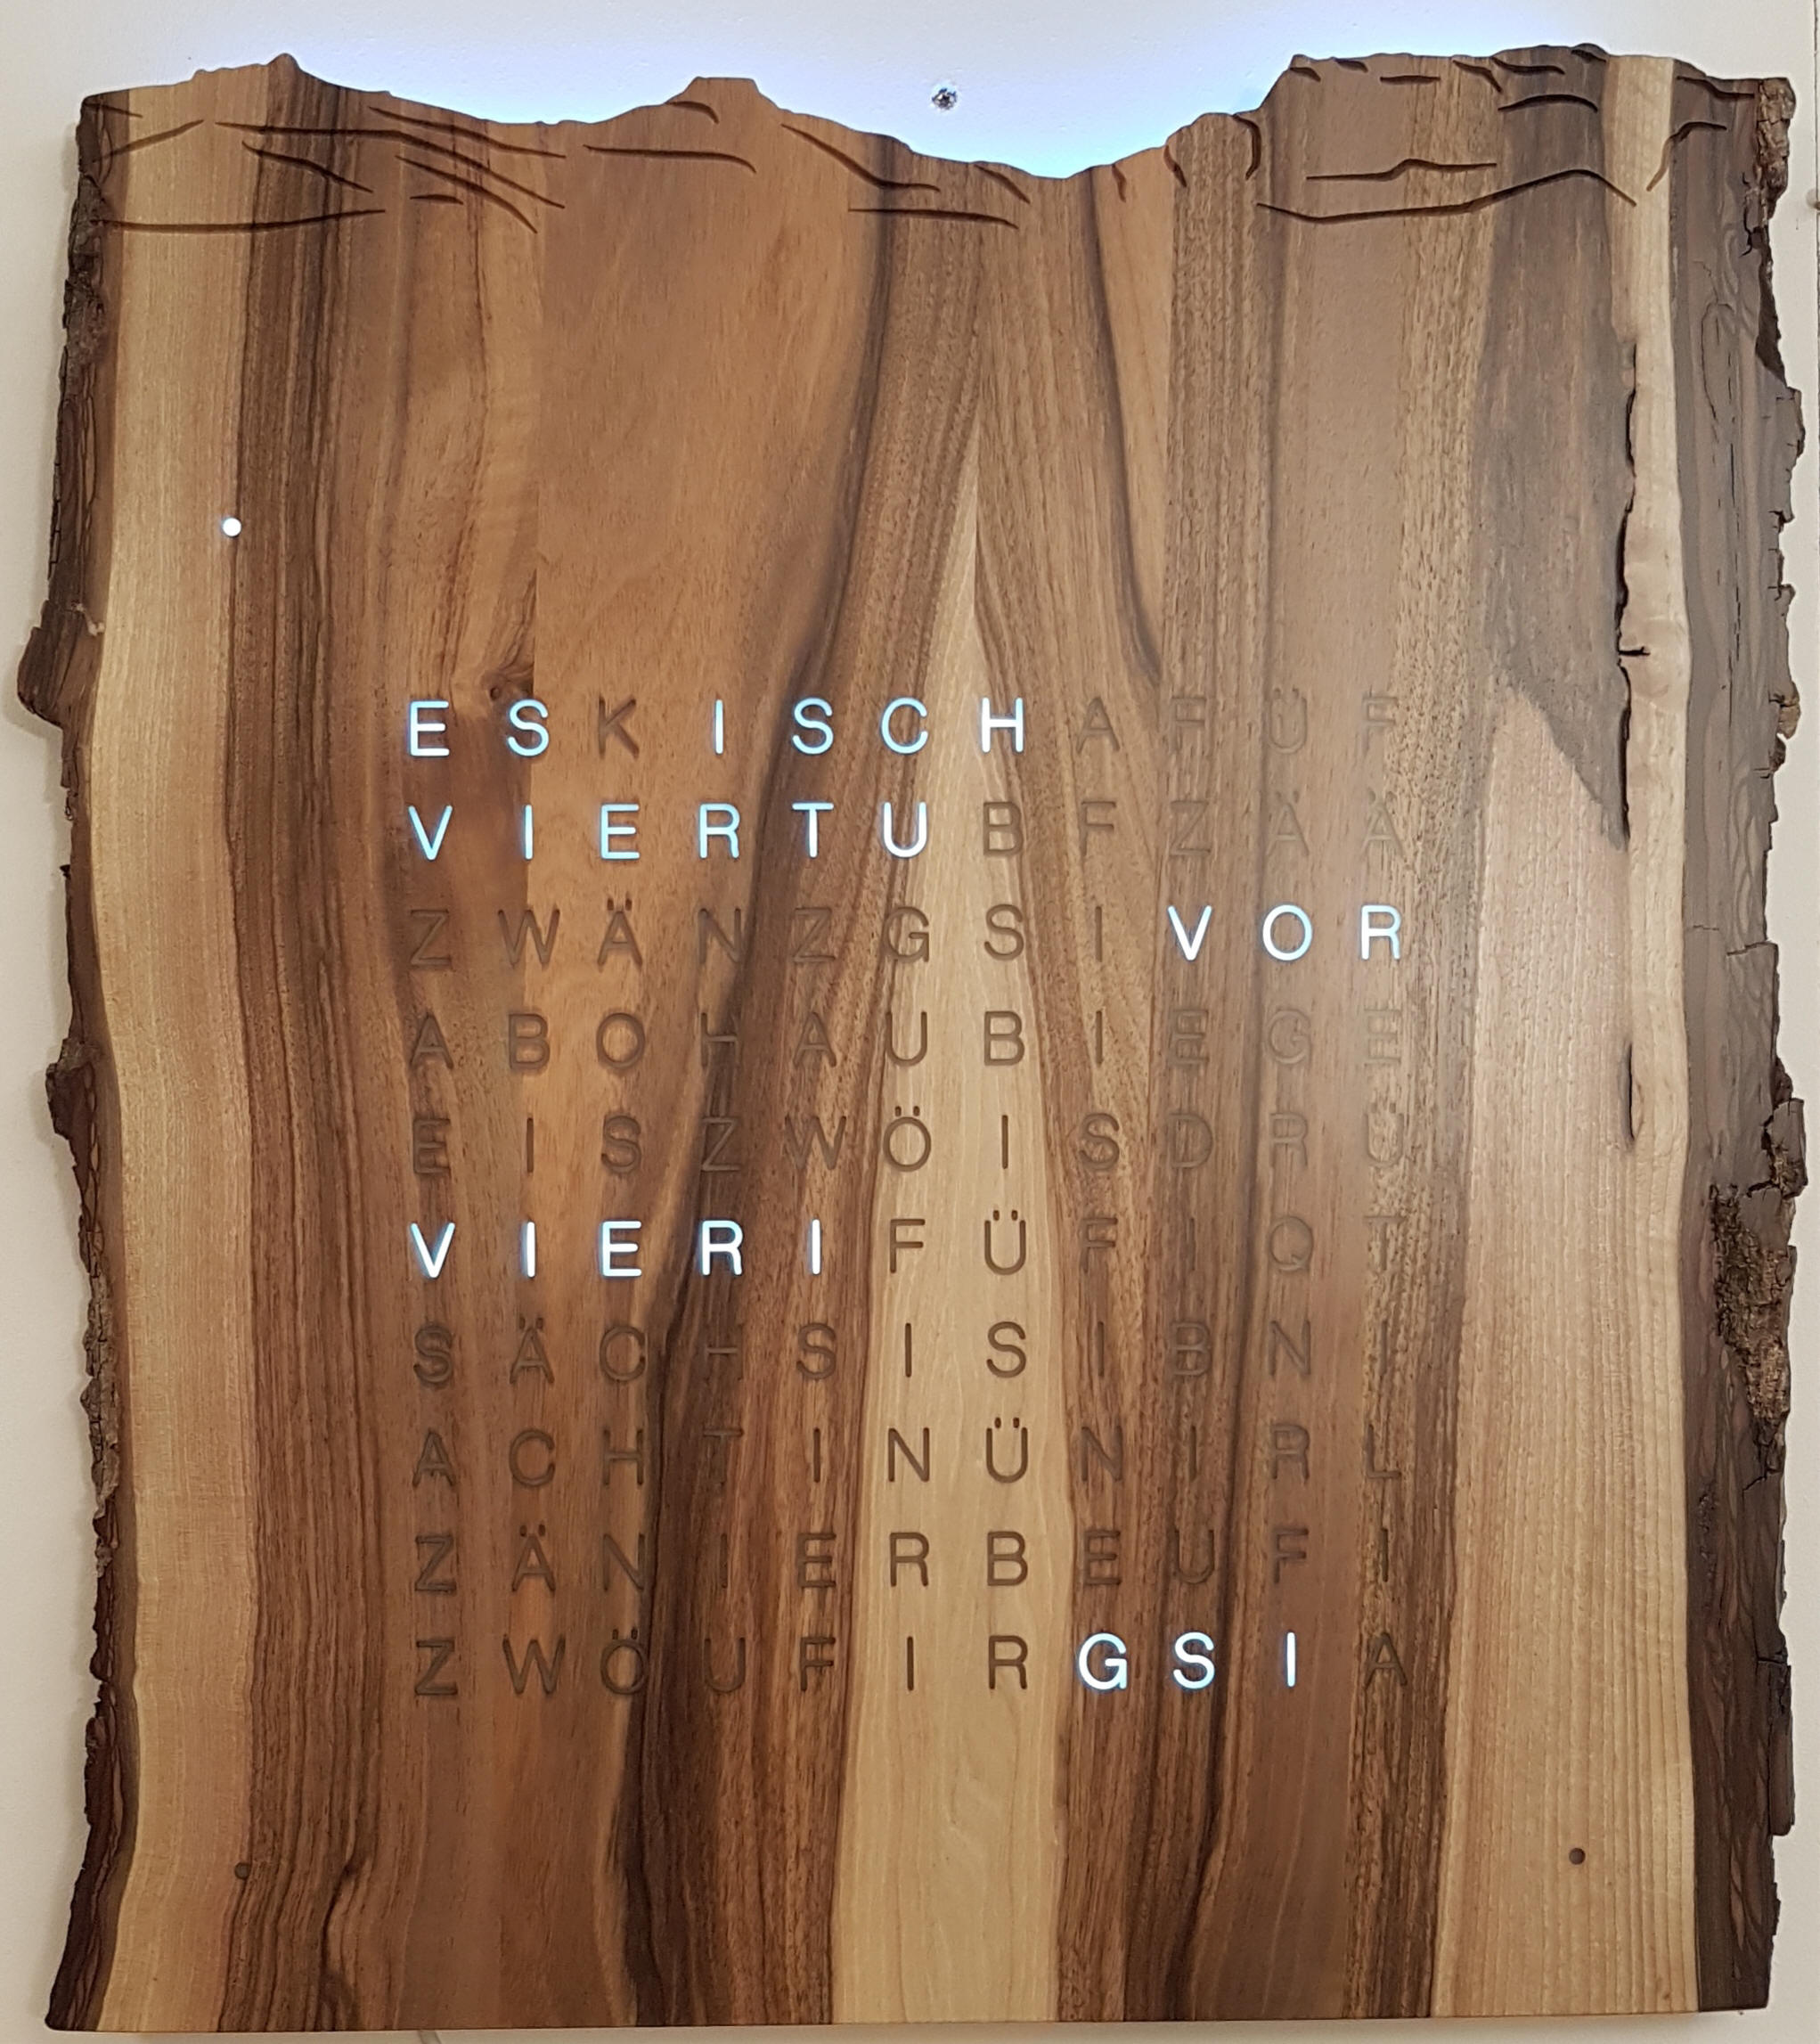 ESKISCHAFÜF
VIERTUBFZÄÄ
ZWÄNZGSIVOR
ABOHAUBIEGE
EISZWÖISDRÜ
VIERIFÜFIQT
SÄCHSISIBNI
ACHTINÜNIRL
ZÄNIERBEUFI
ZWÖUFIRGSIA